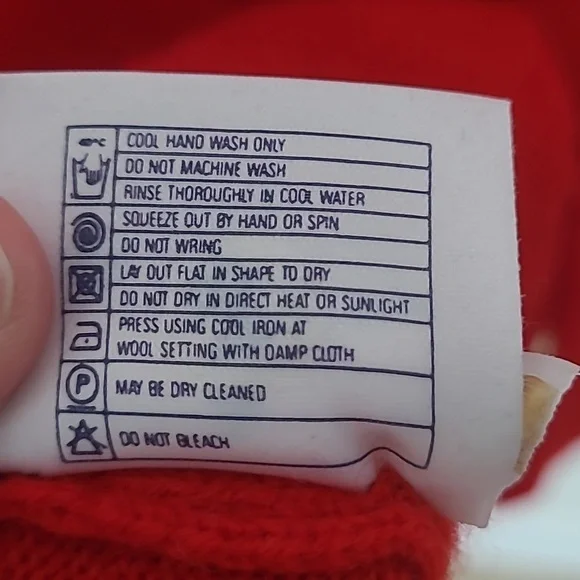 COOL HAND WASH ONLY
DO NOT MACHINE WASH
RINSE THOROUGHLY IN COOL WATER
SQUEEZE OUT BY HAND OR SPIN
DO NOT WRING
LAY OUT FLAT IN SHAPE TO DRY
DO NOT DRY IN DIRECT HEAT OR SUNLIGHT
PRESS USING COOL IRON AT
WOOL SETTING WITH DAMP CLOTH
P
MAY BE DRY CLEANED
DO NOT BLEACH